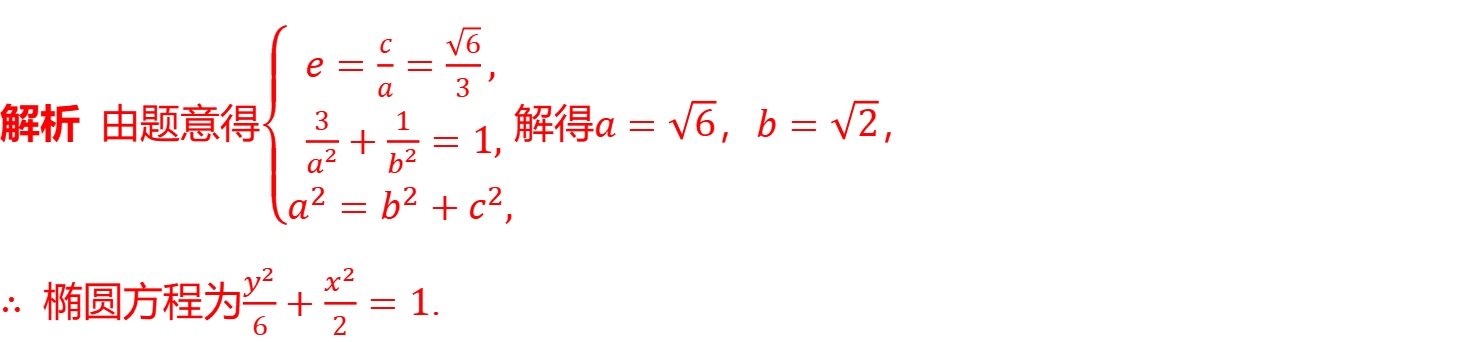 解析 由题意得{e = c/a = √6/3, 3/a² + 1/b² = 1, a² = b² + c², 解得a = √6, b = √2,
∴ 椭圆方程为y²/6 + x²/2 = 1.